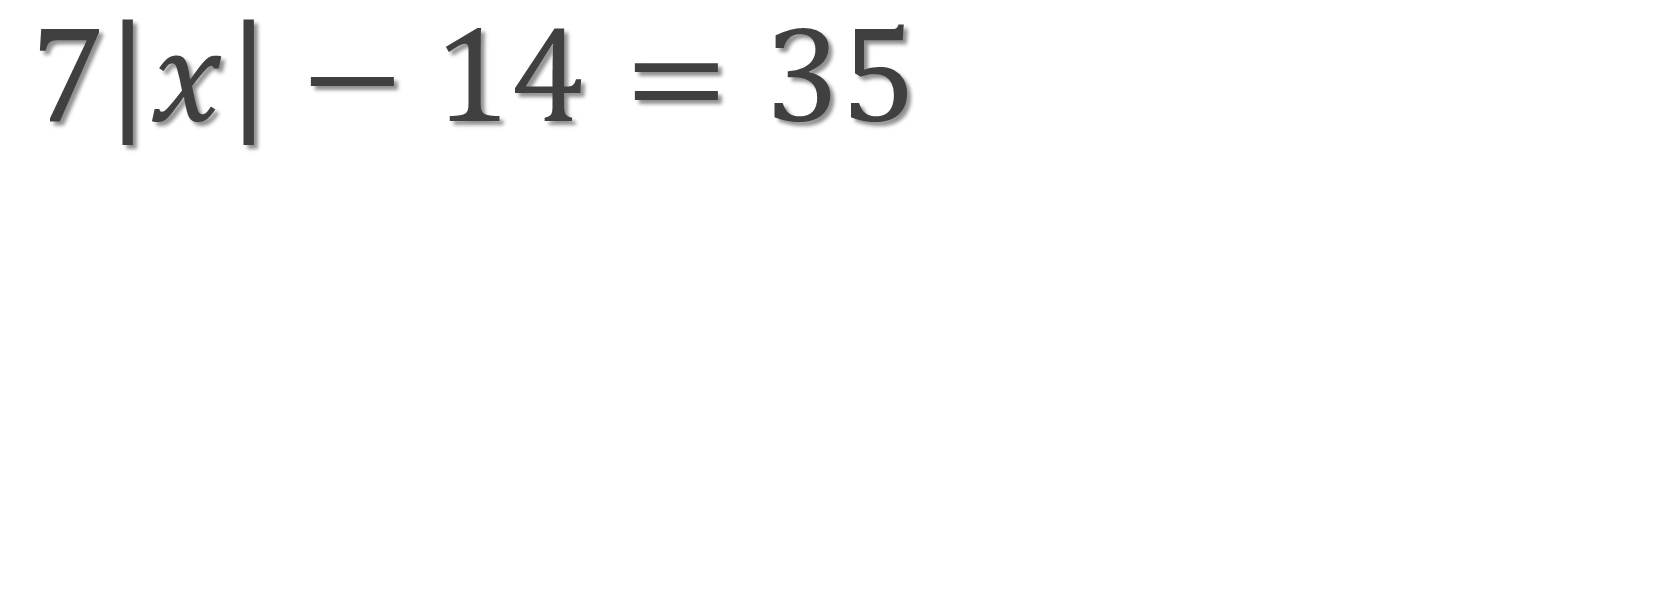 7|x| − 14 = 35